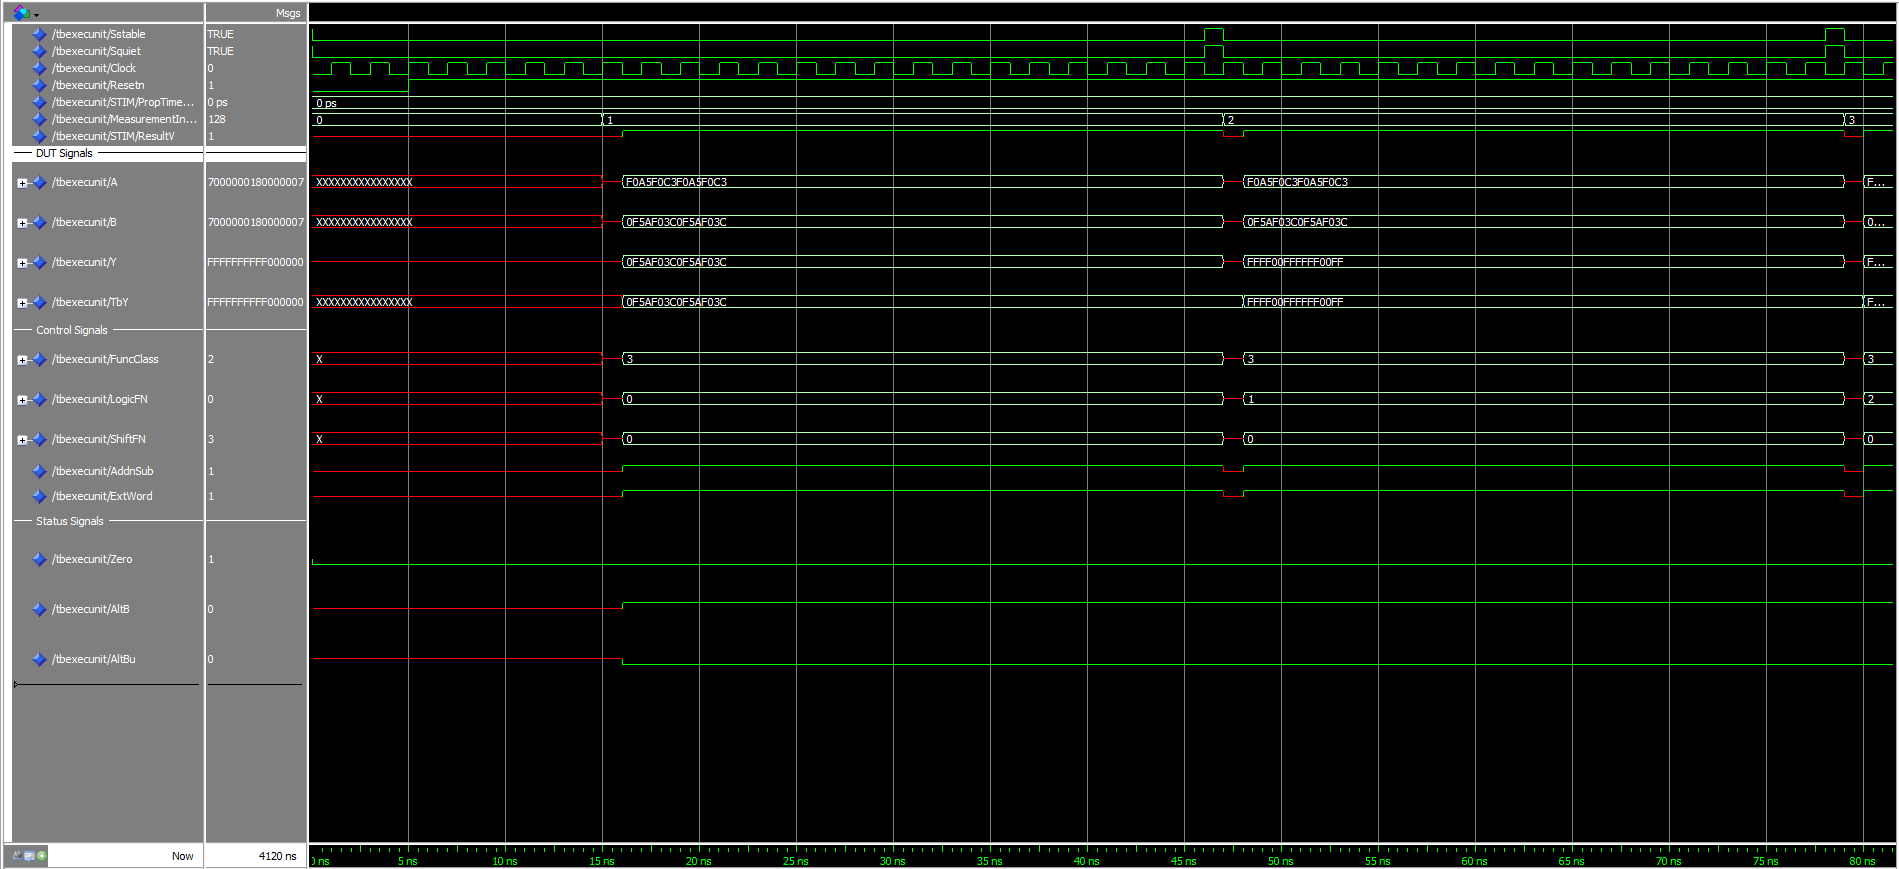 Msgs
/tbexecunit/Sstable TRUE
/tbexecunit/Squiet TRUE
/tbexecunit/Clock 0
/tbexecunit/Resetn 1
/tbexecunit/STIM/PropTime... 0 ps 0 ps
/tbexecunit/MeasurementIn... 128 0 1 2 3
/tbexecunit/STIM/ResultV 1
DUT Signals
/tbexecunit/A 7000000180000007 XXXXXXXXXXXXXXXX F0A5F0C3F0A5F0C3 F0A5F0C3F0A5F0C3 F...
/tbexecunit/B 7000000180000007 XXXXXXXXXXXXXXXX 0F5AF03C0F5AF03C 0F5AF03C0F5AF03C 0...
/tbexecunit/Y FFFFFFFFFF000000 0F5AF03C0F5AF03C FFFF00FFFFFF00FF F...
/tbexecunit/TbY FFFFFFFFFF000000 XXXXXXXXXXXXXXXX 0F5AF03C0F5AF03C FFFF00FFFFFF00FF F...
Control Signals
/tbexecunit/FuncClass 2 X 3 3 3
/tbexecunit/LogicFN 0 X 0 1 2
/tbexecunit/ShiftFN 3 X 0 0 0
/tbexecunit/AddnSub 1
/tbexecunit/ExtWord 1
Status Signals
/tbexecunit/Zero 1
/tbexecunit/AltB 0
/tbexecunit/AltBu 0
Now 4120 ns 0 ns 5 ns 10 ns 15 ns 20 ns 25 ns 30 ns 35 ns 40 ns 45 ns 50 ns 55 ns 60 ns 65 ns 70 ns 75 ns 80 ns